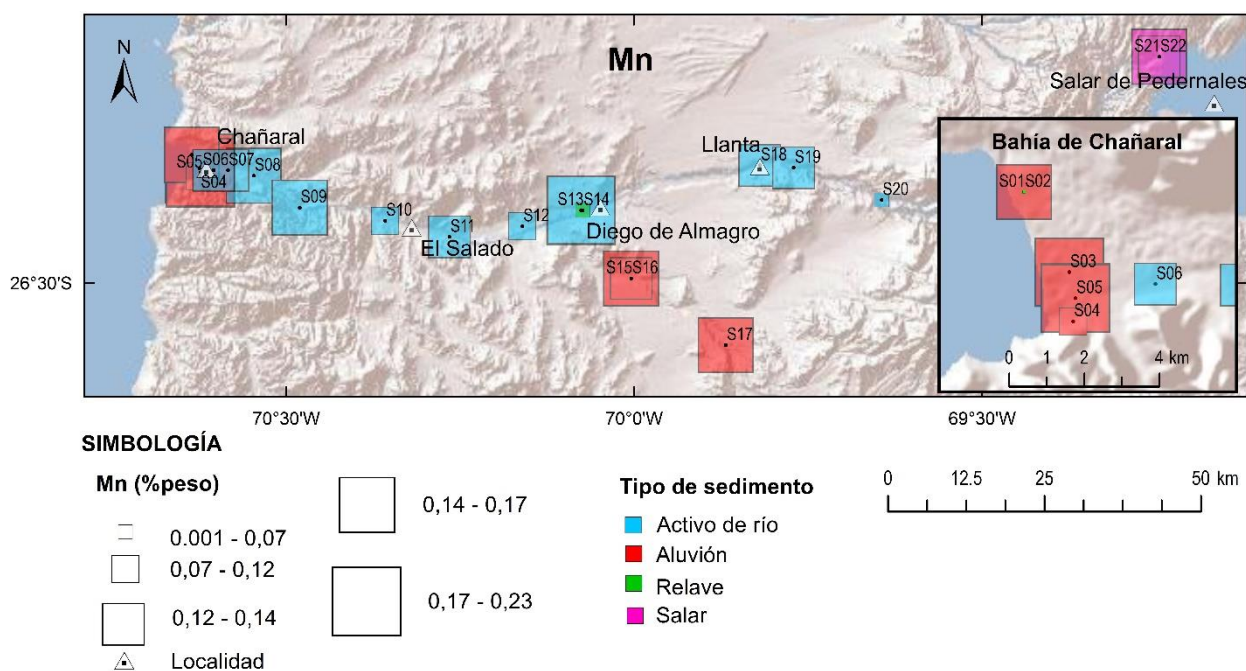 N
Mn
S21S22
Salar de Pedernales
Chañaral
Llanta
Bahía de Chañaral
S05
S06
S07
S08
S04
S18
S19
S01S02
S09
S10
S20
S13S14
S11
S12
El Salado
Diego de Almagro
S03
S06
S05
S04
S15S16
26°30'S
S17
0 1 2 4 km
70°30'W
70°0'W
69°30'W
SIMBOLOGÍA
Mn (%peso)
0.001 - 0,07
0,07 - 0,12
0,12 - 0,14
Localidad
0,14 - 0,17
0,17 - 0,23
Tipo de sedimento
Activo de río
Aluvión
Relave
Salar
0 12.5 25 50 km